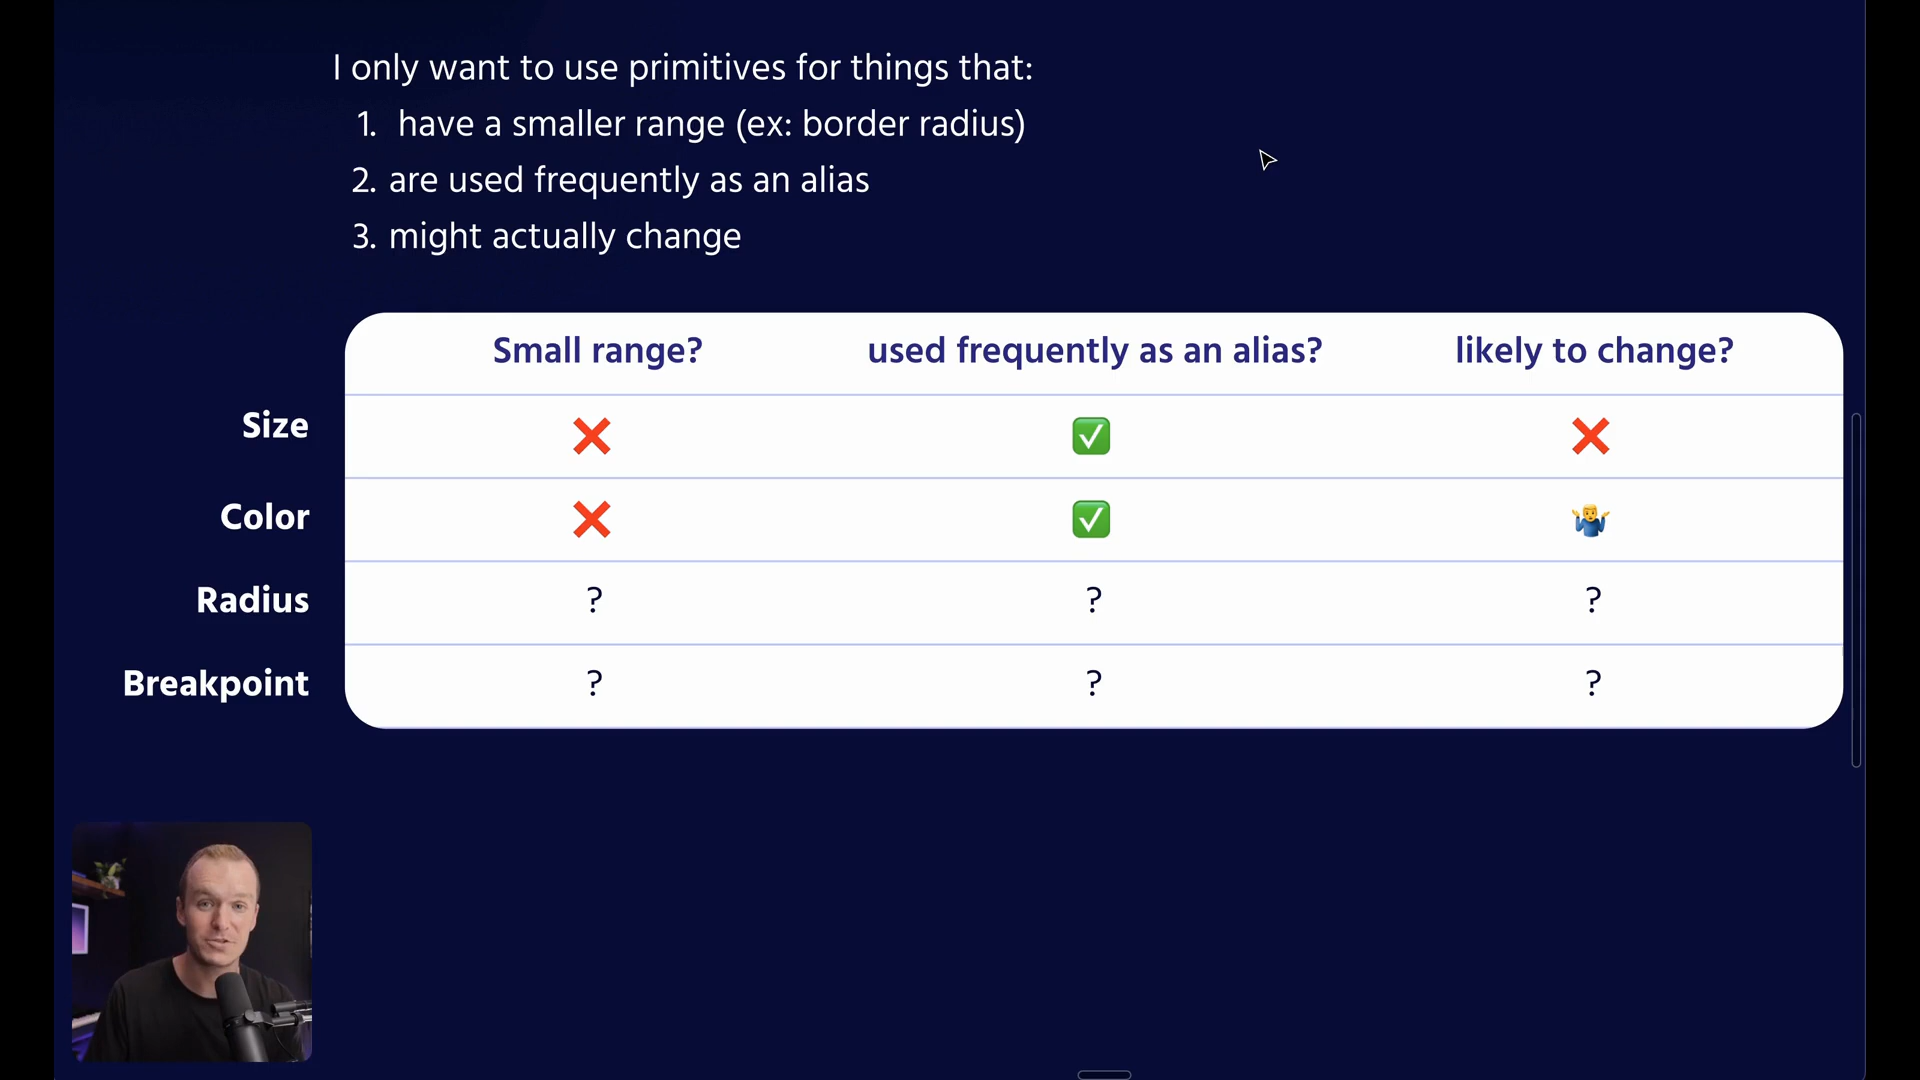 I only want to use primitives for things that:
1. have a smaller range (ex: border radius)
2. are used frequently as an alias
3. might actually change
Small range? used frequently as an alias? likely to change?
Size ❌ ✅ ❌
Color ❌ ✅ 🤷‍♂️
Radius ? ? ?
Breakpoint ? ? ?